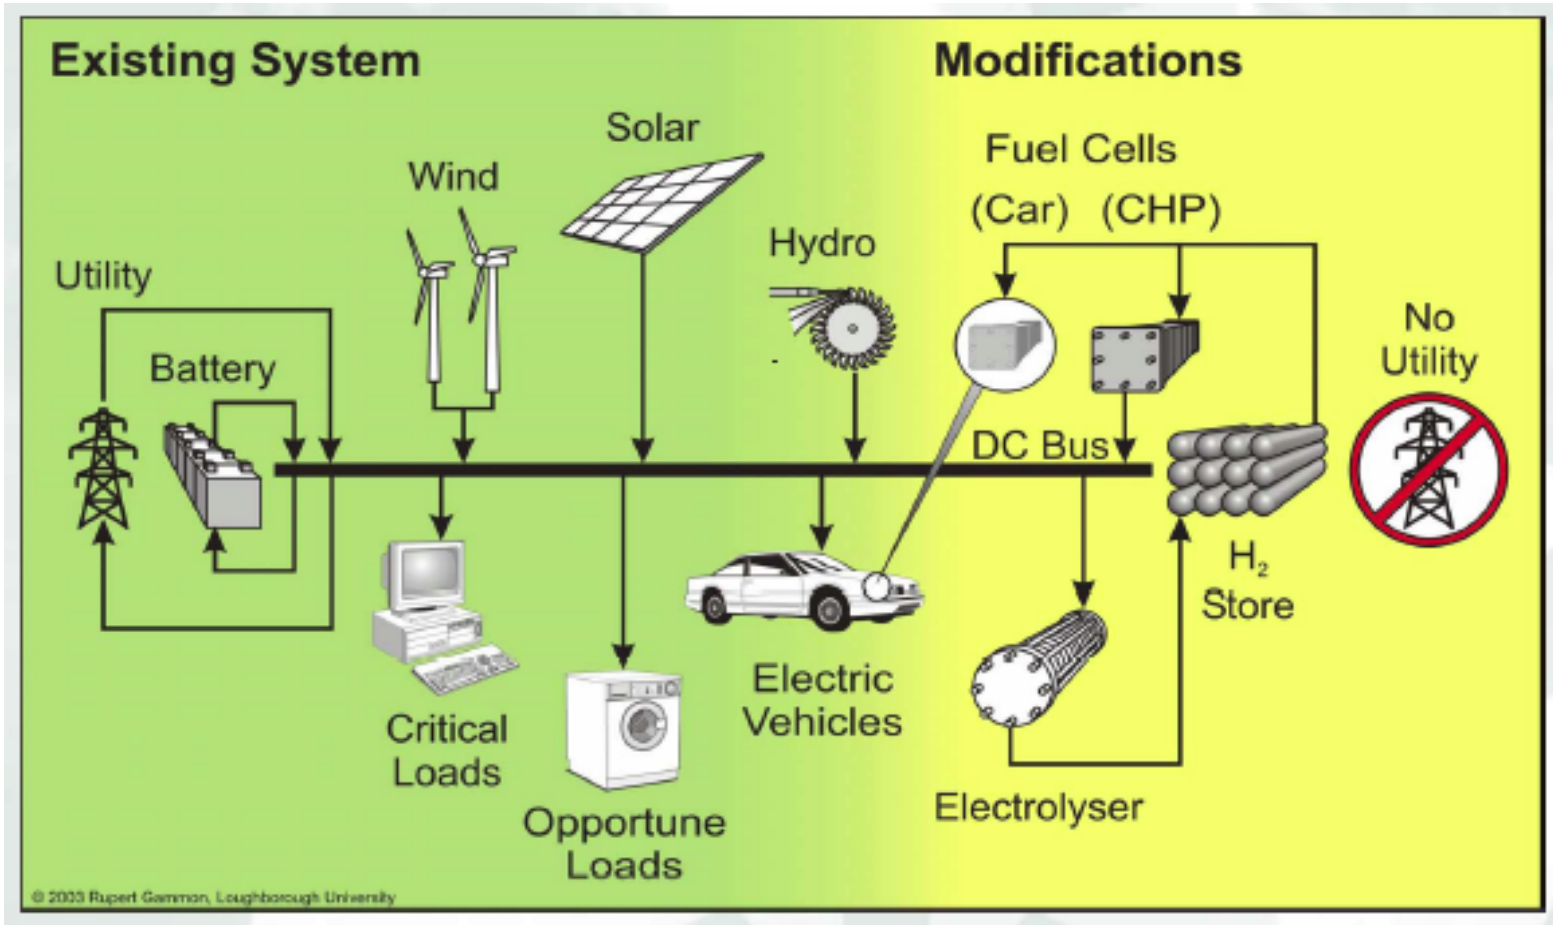 Existing System
Modifications
Solar
Fuel Cells
Wind
(Car) (CHP)
Hydro
Utility
No
Utility
Battery
DC Bus
H₂
Store
Electric
Vehicles
Critical
Loads
Electrolyser
Opportune
Loads
© 2003 Rupert Gammon, Loughborough University